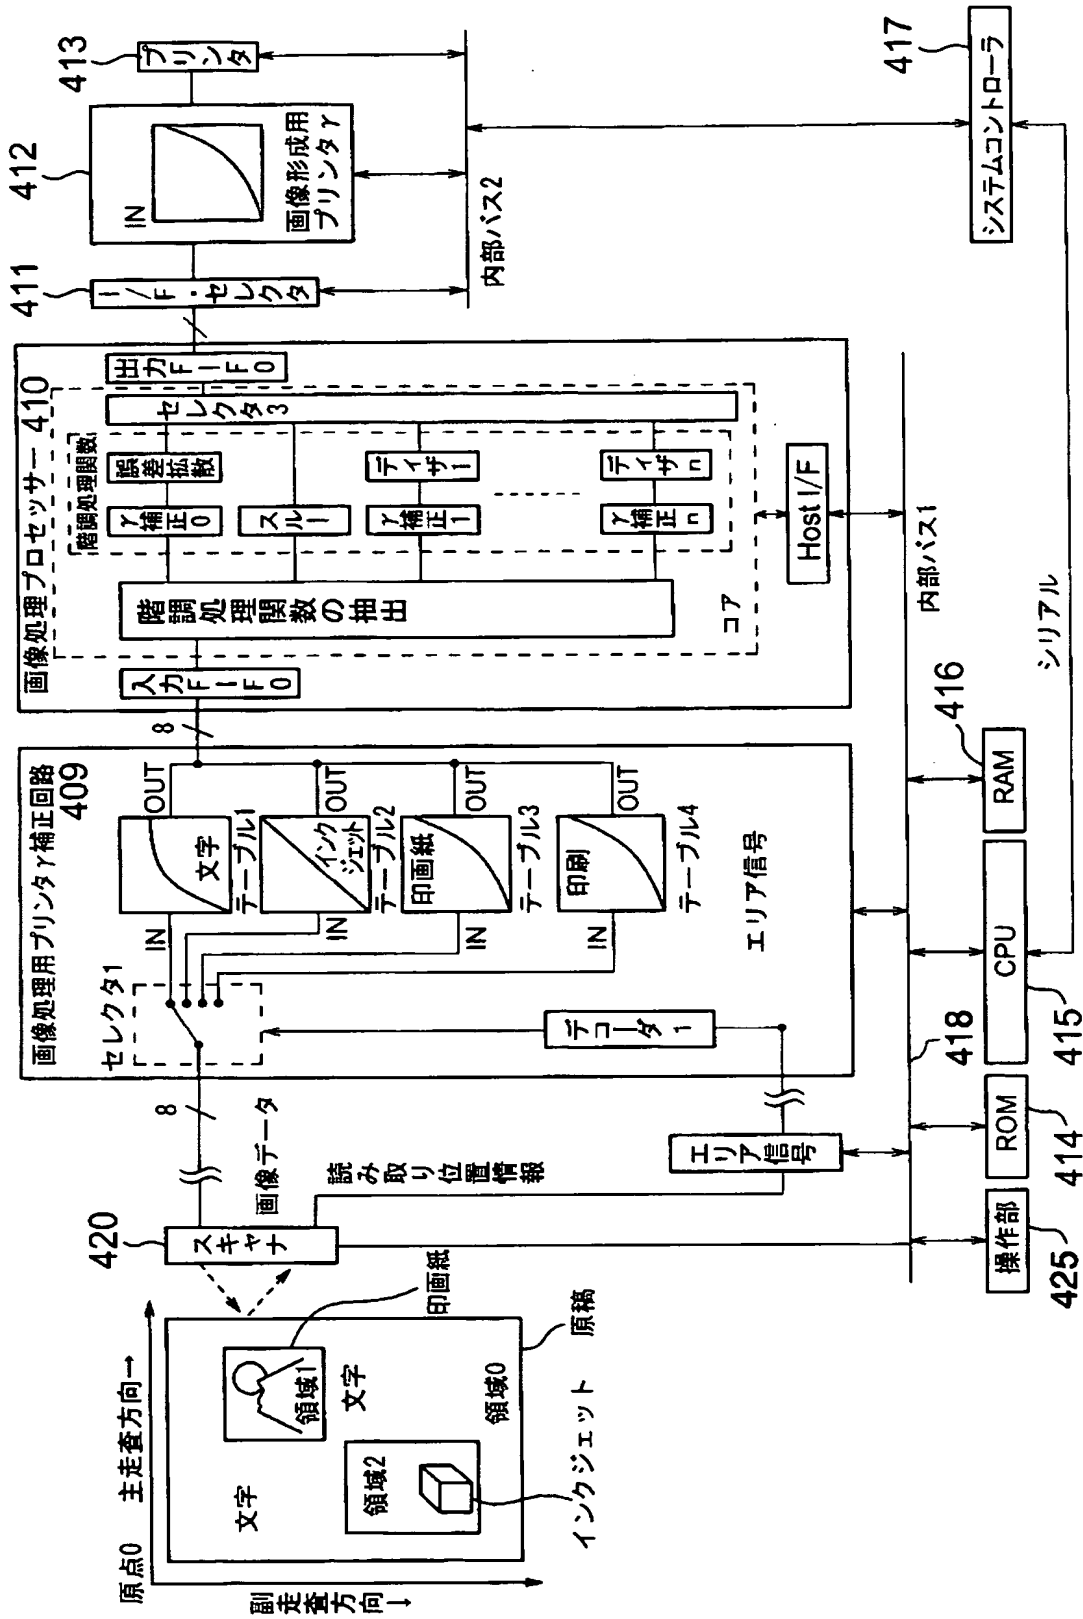 原点0
主走査方向→
副走査方向→
文字
領域1
文字
領域2
領域0
印画紙
原稿
インクジェット
420
スキャナ
8
画像データ
読み取り位置情報
エリア信号
画像処理用プリンタγ補正回路
409
セレクタ1
デコーダ1
IN
OUT
文字
テーブル1
IN
OUT
インクジェット
テーブル2
IN
OUT
印画紙
テーブル3
IN
OUT
印刷
テーブル4
エリア信号
8
画像処理プロセッサー 410
入力FIFO
階調処理関数の抽出
階調処理関数
γ補正0
誤差拡散
スルー
γ補正1
ディザ1
γ補正n
ディザn
セレクタ3
出力FIFO
コア
Host I/F
内部バス1
411
I/F・セレクタ
412
IN
画像形成用
プリンタγ
413
プリンタ
内部バス2
417
システムコントローラ
シリアル
418
操作部
425
ROM
414
CPU
415
RAM
416